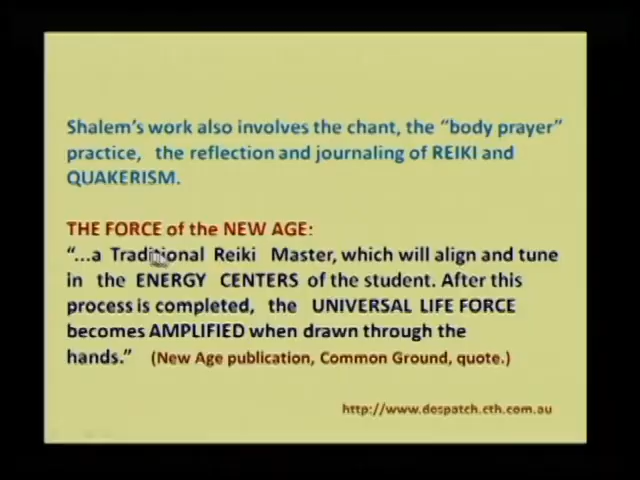 Shalem's work also involves the chant, the "body prayer"
practice, the reflection and journaling of REIKI and
QUAKERISM.
THE FORCE of the NEW AGE:
"...a Traditional Reiki Master, which will align and tune
in the ENERGY CENTERS of the student. After this
process is completed, the UNIVERSAL LIFE FORCE
becomes AMPLIFIED when drawn through the
hands." (New Age publication, Common Ground, quote.)
http://www.despatch.cth.com.au